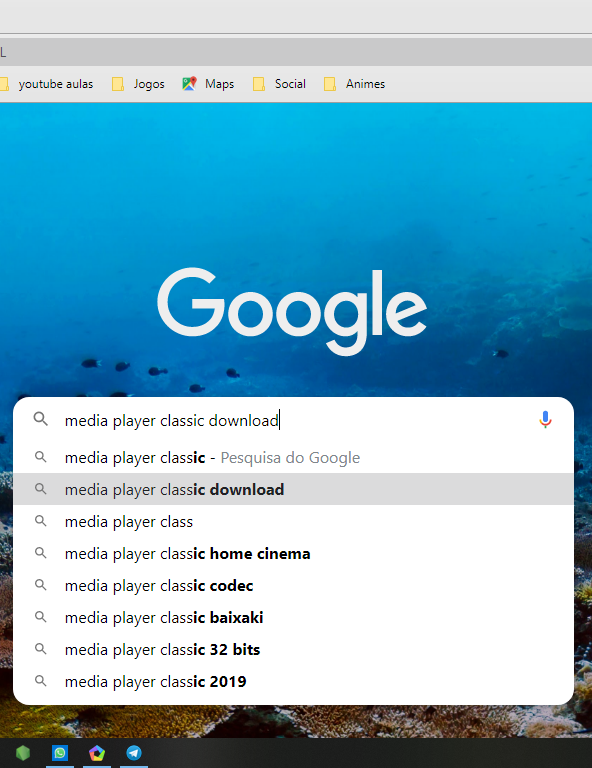 L
youtube aulas Jogos Maps Social Animes
Google
media player classic download
media player classic - Pesquisa do Google
media player classic download
media player class
media player classic home cinema
media player classic codec
media player classic baixaki
media player classic 32 bits
media player classic 2019